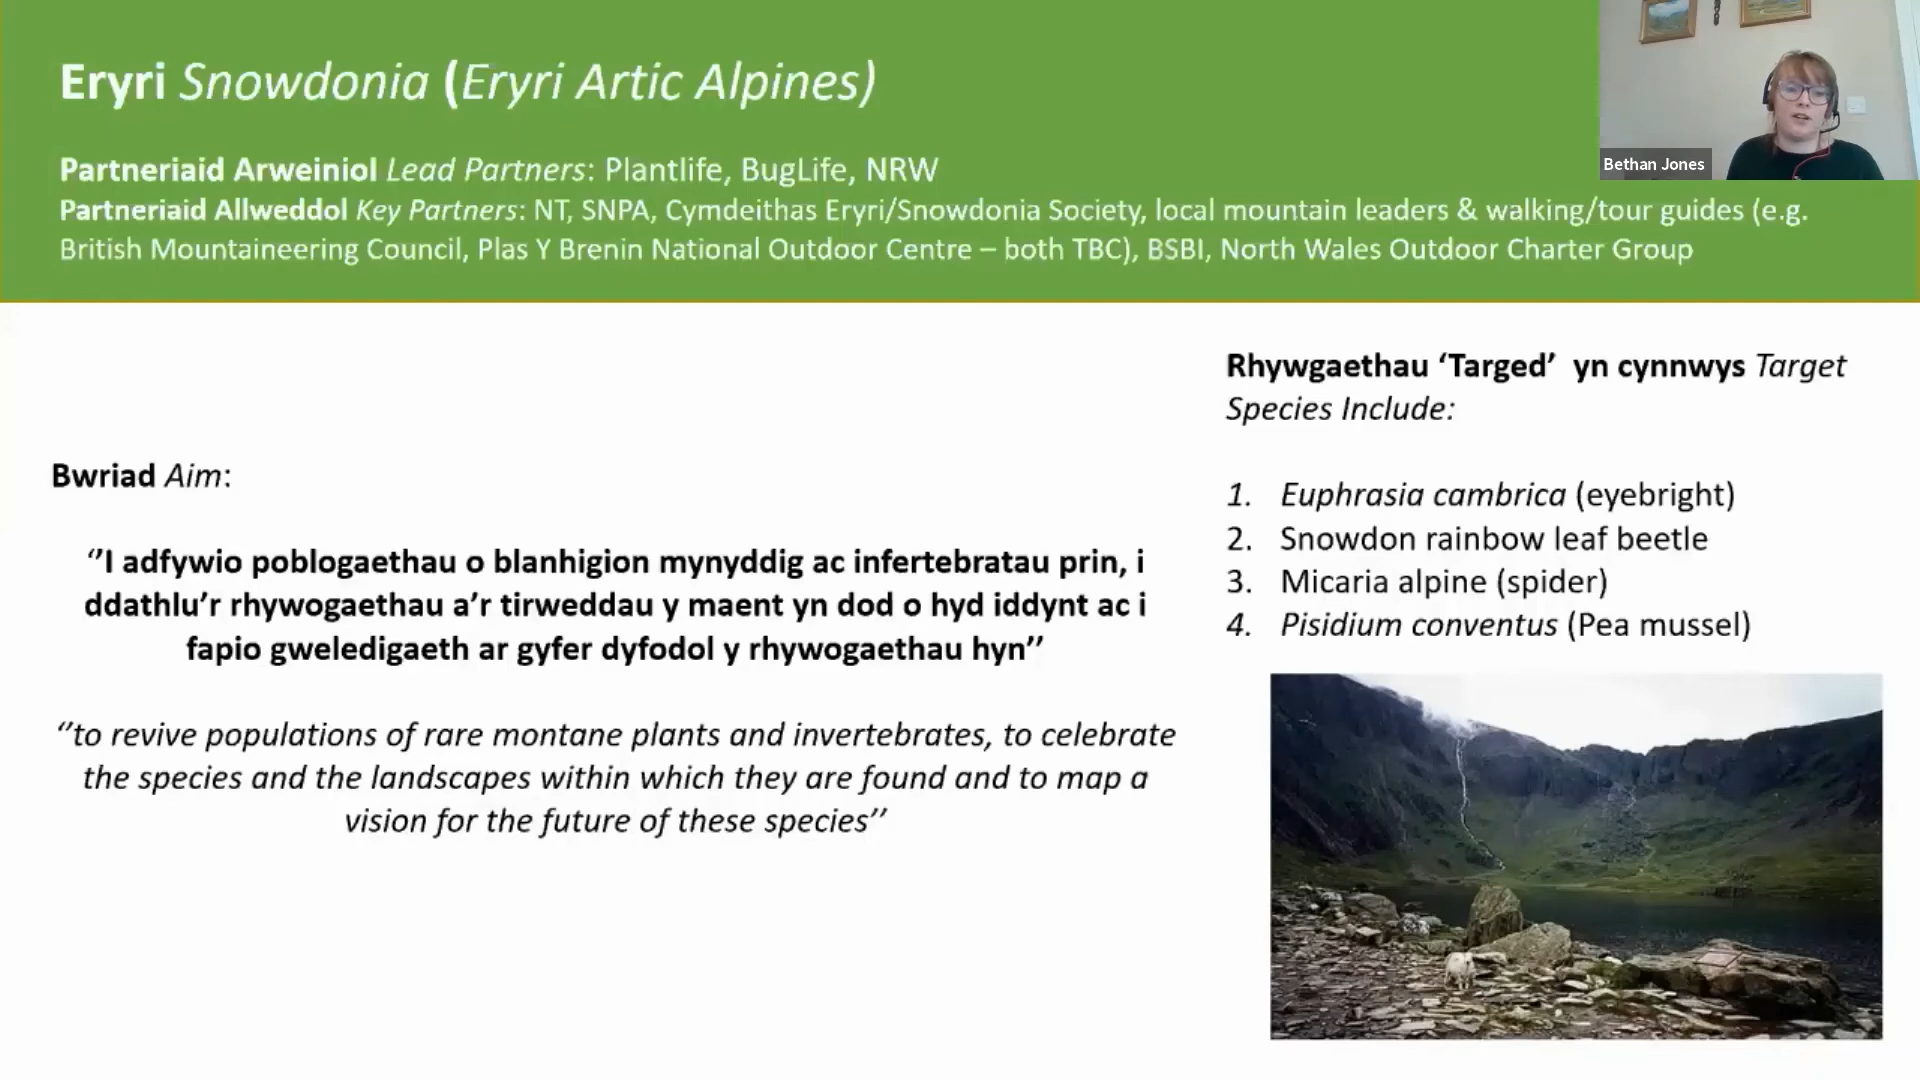 Eryri Snowdonia (Eryri Artic Alpines)
Partneriaid Arweiniol Lead Partners: Plantlife, BugLife, NRW
Partneriaid Allweddol Key Partners: NT, SNPA, Cymdeithas Eryri/Snowdonia Society, local mountain leaders & walking/tour guides (e.g.
British Mountaineering Council, Plas Y Brenin National Outdoor Centre – both TBC), BSBI, North Wales Outdoor Charter Group
Bethan Jones
Bwriad Aim:
‘’I adfywio poblogaethau o blanhigion mynyddig ac infertebratau prin, i
ddathlu’r rhywogaethau a’r tirweddau y maent yn dod o hyd iddynt ac i
fapio gweledigaeth ar gyfer dyfodol y rhywogaethau hyn’’
‘’to revive populations of rare montane plants and invertebrates, to celebrate
the species and the landscapes within which they are found and to map a
vision for the future of these species’’
Rhywgaethau ‘Targed’ yn cynnwys Target
Species Include:
1. Euphrasia cambrica (eyebright)
2. Snowdon rainbow leaf beetle
3. Micaria alpine (spider)
4. Pisidium conventus (Pea mussel)